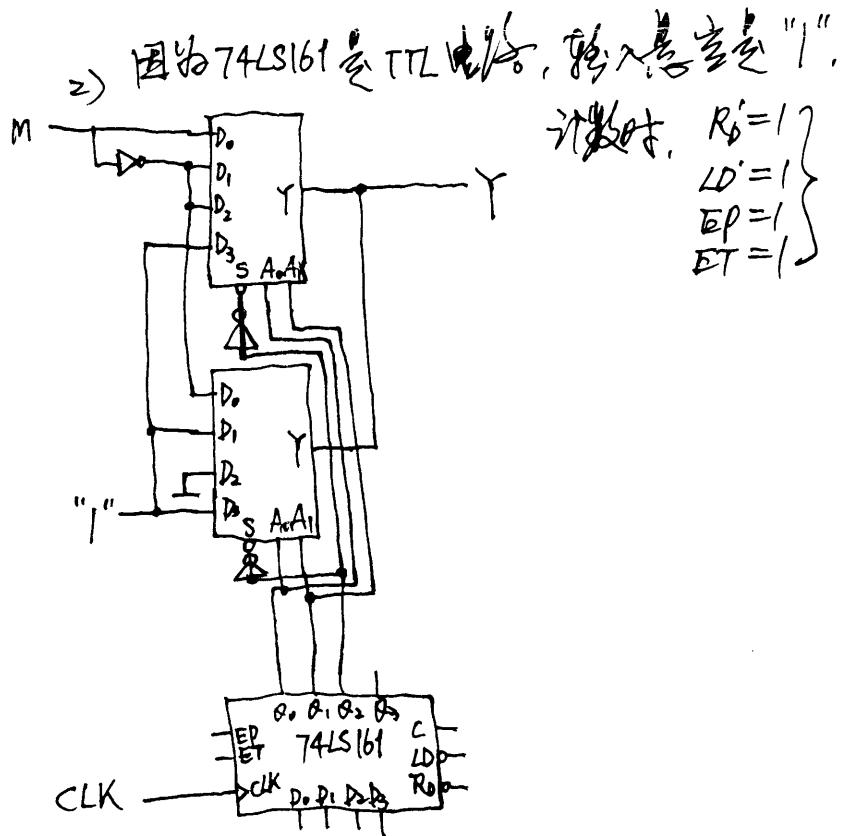 2) 因为74LS161是TTL电路,输入悬空是"1".
计数时, R_D'=1
LD'=1
EP=1
ET=1
M
D₀
D₁
D₂
D₃
Y
S A₀ A₁
Y
D₀
D₁
D₂
D₃
Y
S A₀ A₁
"1"
Q₀ Q₁ Q₂ Q₃
EP
ET
CLK
74LS161
C
LD
R_D
D₀ D₁ D₂ D₃
CLK